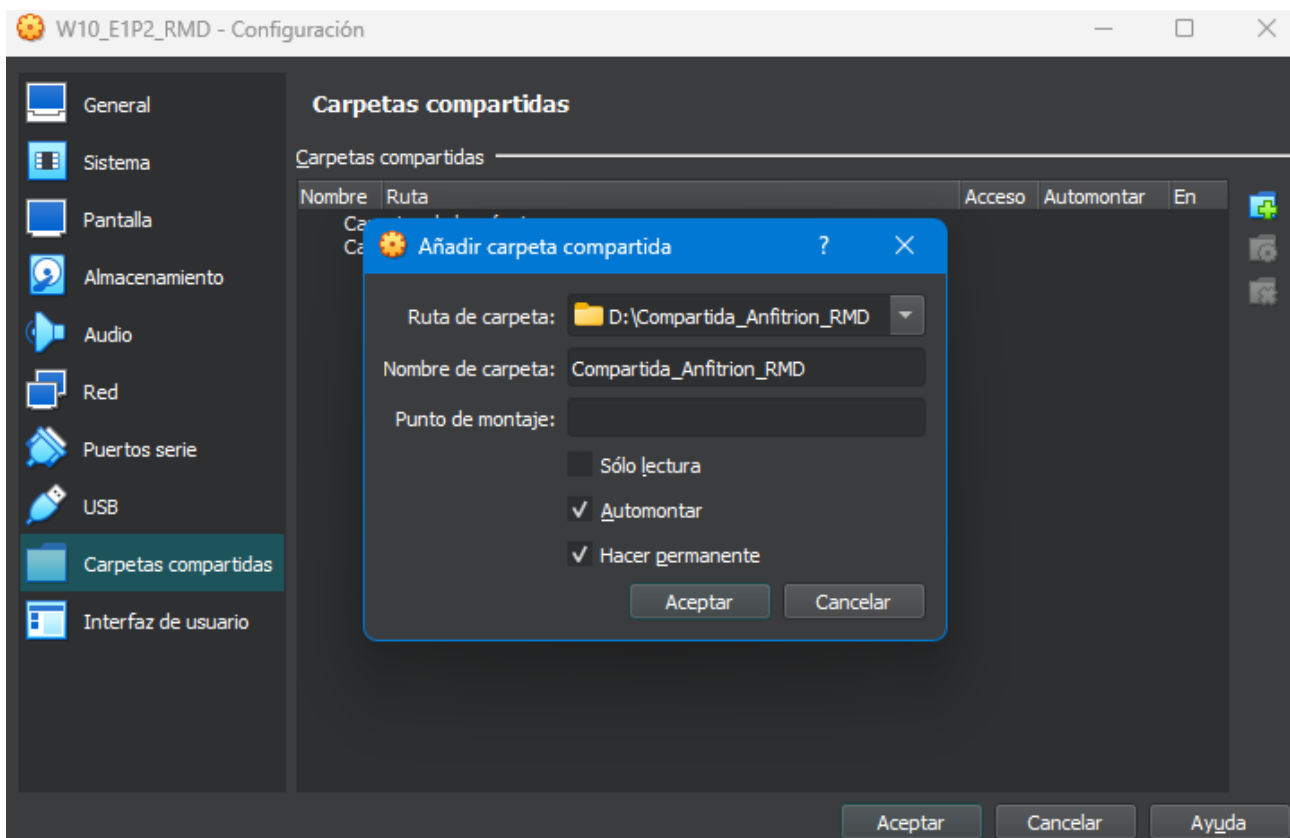 W10_E1P2_RMD - Configuración
General
Sistema
Pantalla
Almacenamiento
Audio
Red
Puertos serie
USB
Carpetas compartidas
Interfaz de usuario
Carpetas compartidas
Carpetas compartidas
Nombre Ruta Acceso Automontar En
Añadir carpeta compartida ?
Ruta de carpeta: D:\Compartida_Anfitrion_RMD
Nombre de carpeta: Compartida_Anfitrion_RMD
Punto de montaje:
Sólo lectura
Automontar
Hacer permanente
Aceptar Cancelar
Aceptar Cancelar Ayuda